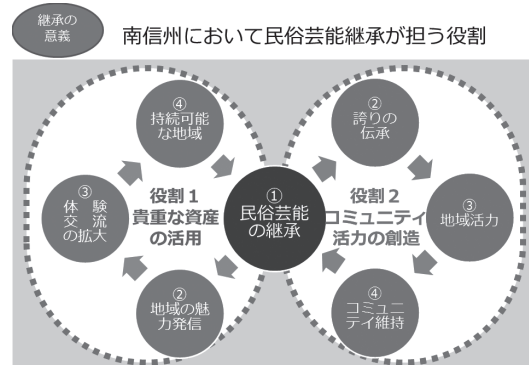 継承の
意義
南信州において民俗芸能継承が担う役割
④
持続可能
な地域
②
誇りの
伝承
③
体 験
交 流
の拡大
役割１
貴重な資産
の活用
①
民俗芸能
の継承
役割２
コミュニティ
活力の創造
③
地域活力
②
地域の魅
力発信
④
コミュニ
テイ維持